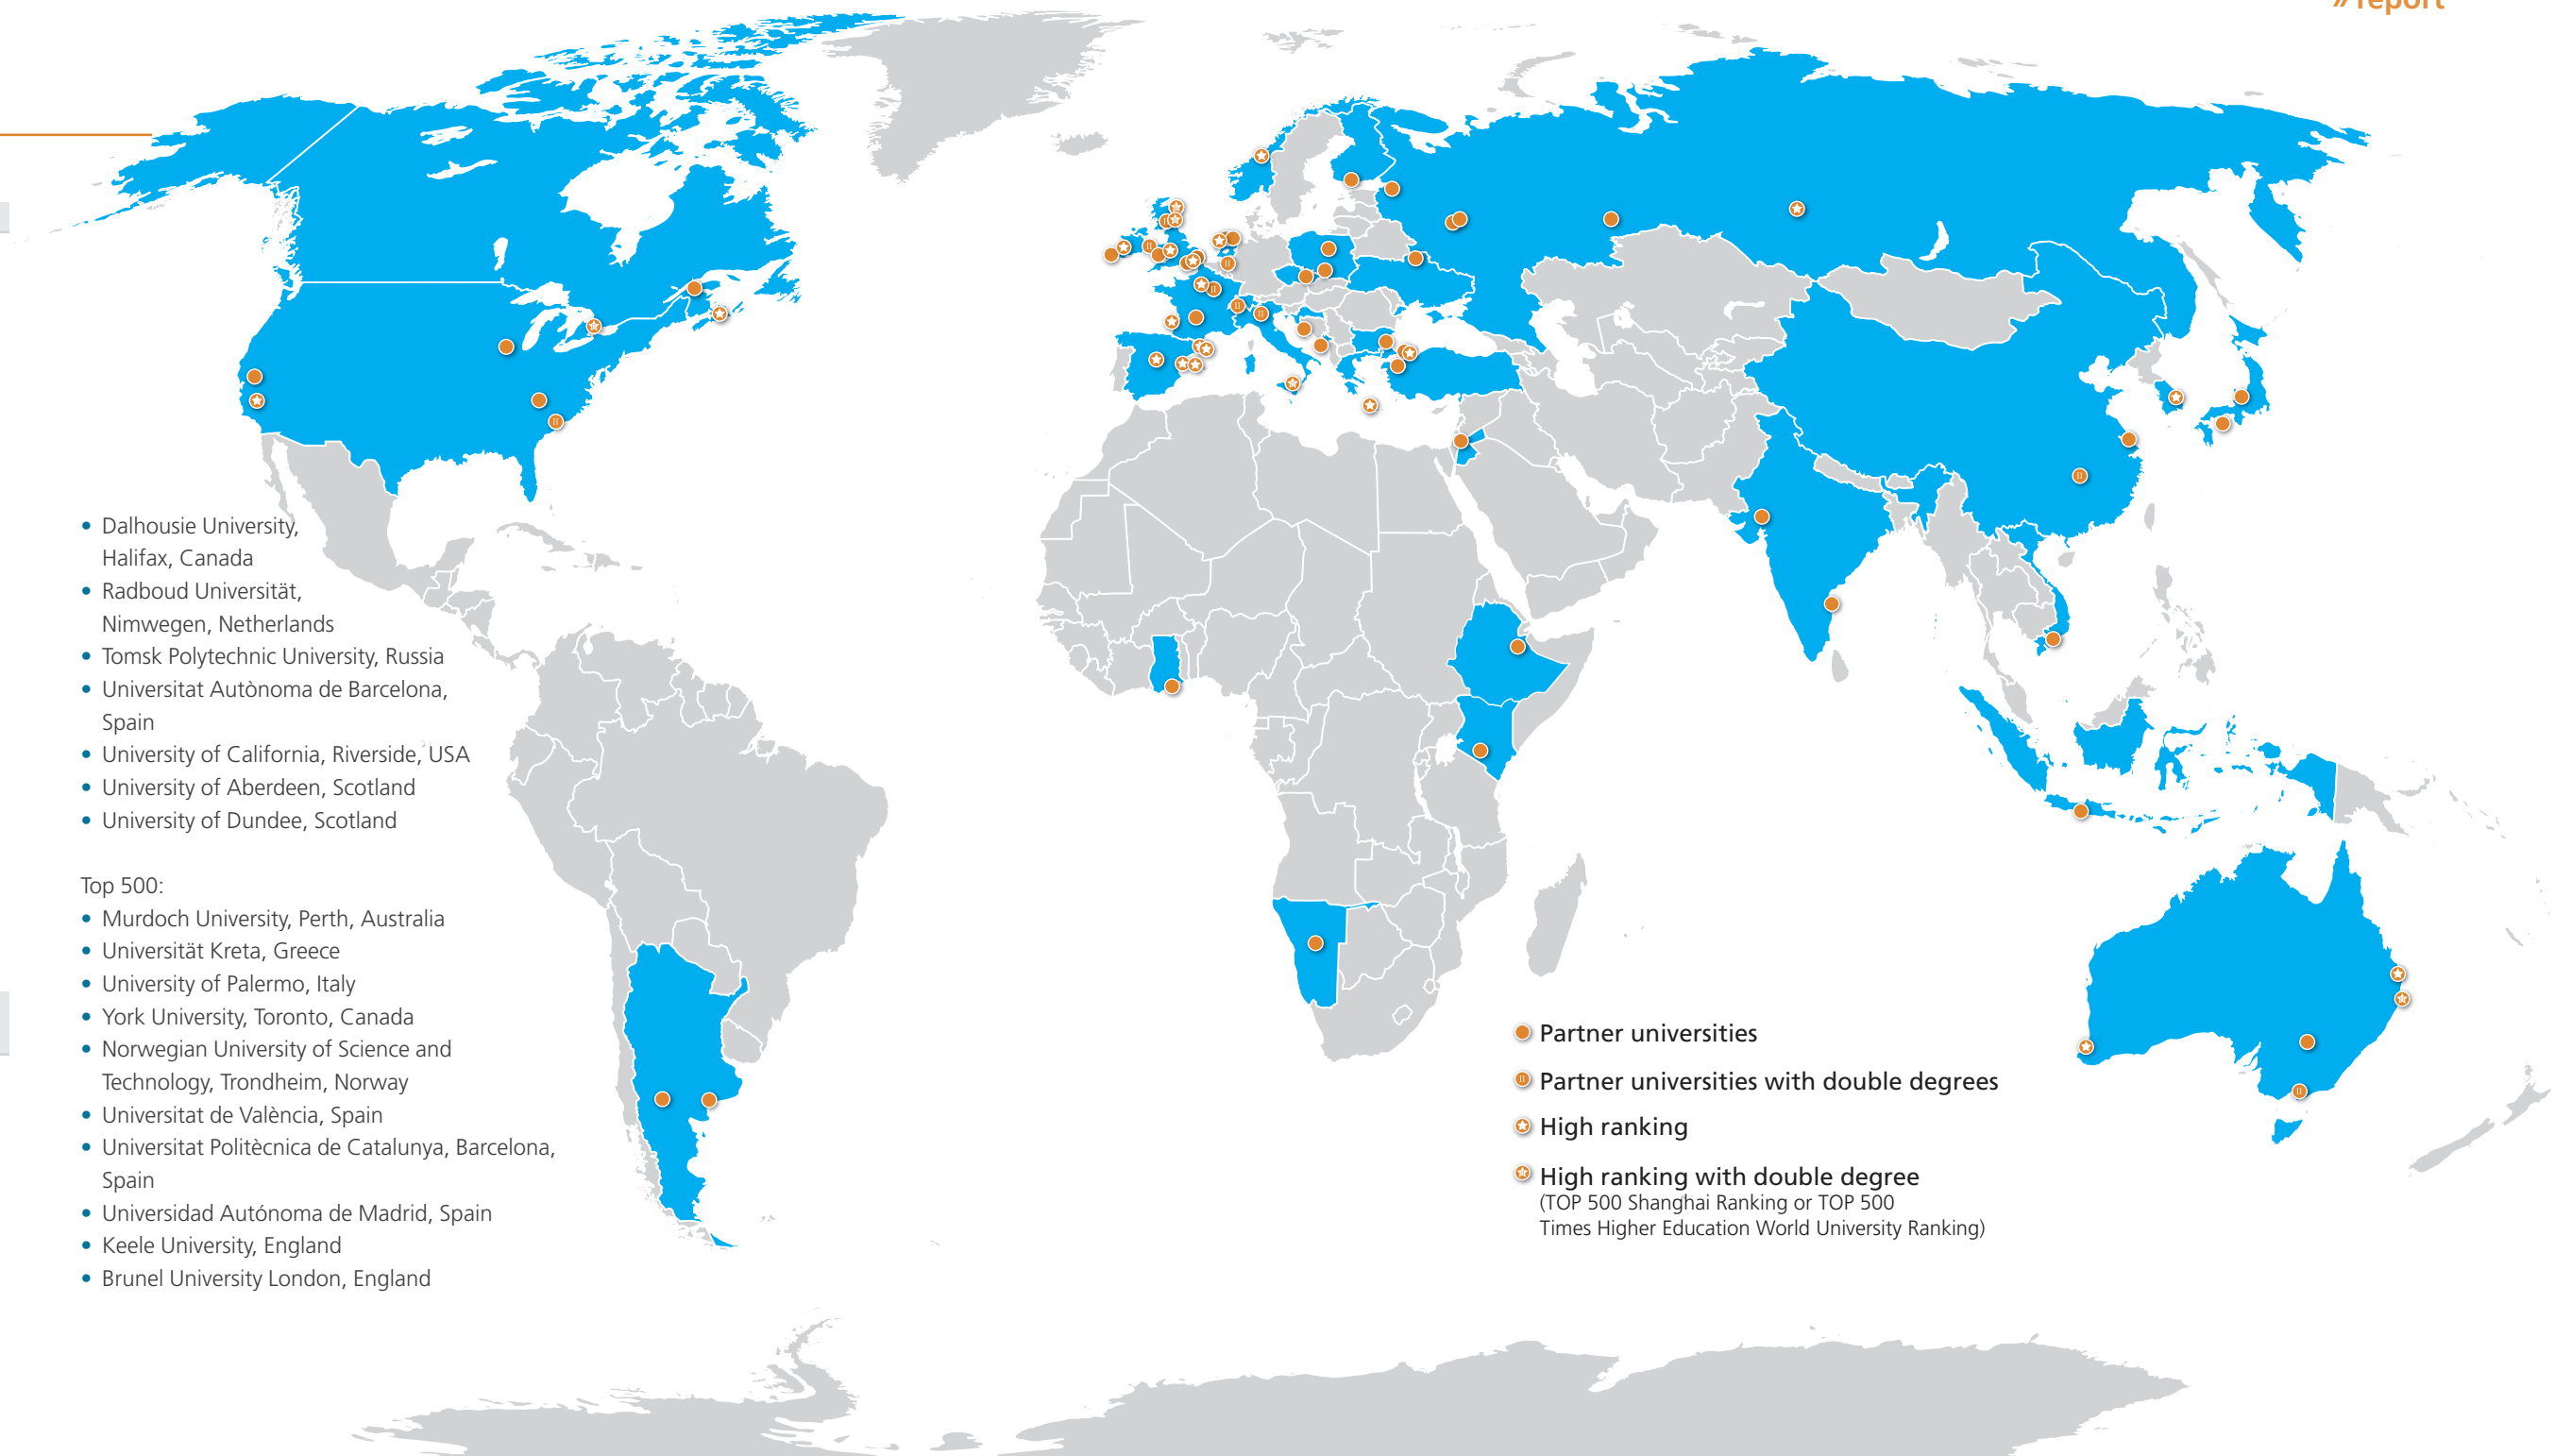 » report
• Dalhousie University,
Halifax, Canada
• Radboud Universität,
Nimwegen, Netherlands
• Tomsk Polytechnic University, Russia
• Universitat Autònoma de Barcelona,
Spain
• University of California, Riverside, USA
• University of Aberdeen, Scotland
• University of Dundee, Scotland
Top 500:
• Murdoch University, Perth, Australia
• Universität Kreta, Greece
• University of Palermo, Italy
• York University, Toronto, Canada
• Norwegian University of Science and
Technology, Trondheim, Norway
• Universitat de València, Spain
• Universitat Politècnica de Catalunya, Barcelona,
Spain
• Universidad Autónoma de Madrid, Spain
• Keele University, England
• Brunel University London, England
Partner universities
Partner universities with double degrees
High ranking
High ranking with double degree
(TOP 500 Shanghai Ranking or TOP 500
Times Higher Education World University Ranking)